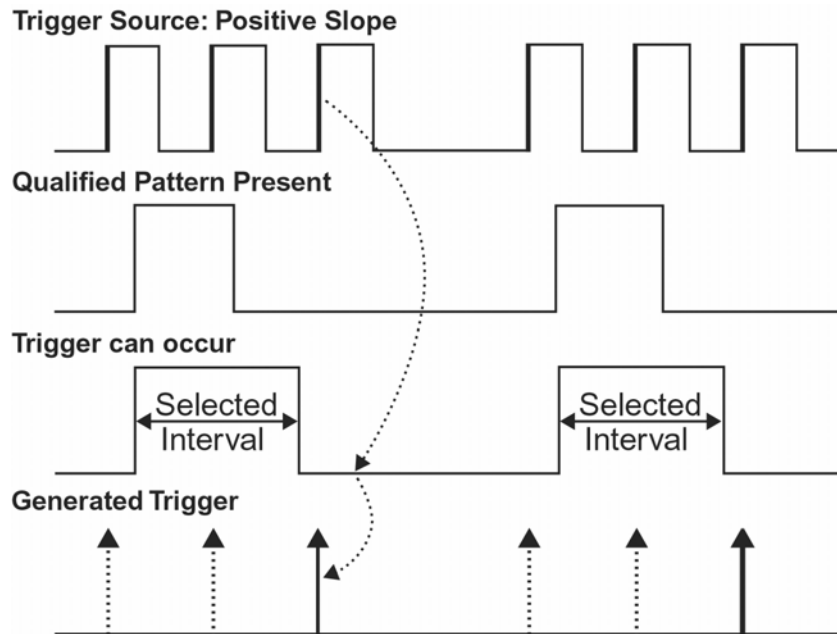 Trigger Source: Positive Slope
Qualified Pattern Present
Trigger can occur
Selected
Interval
Selected
Interval
Generated Trigger